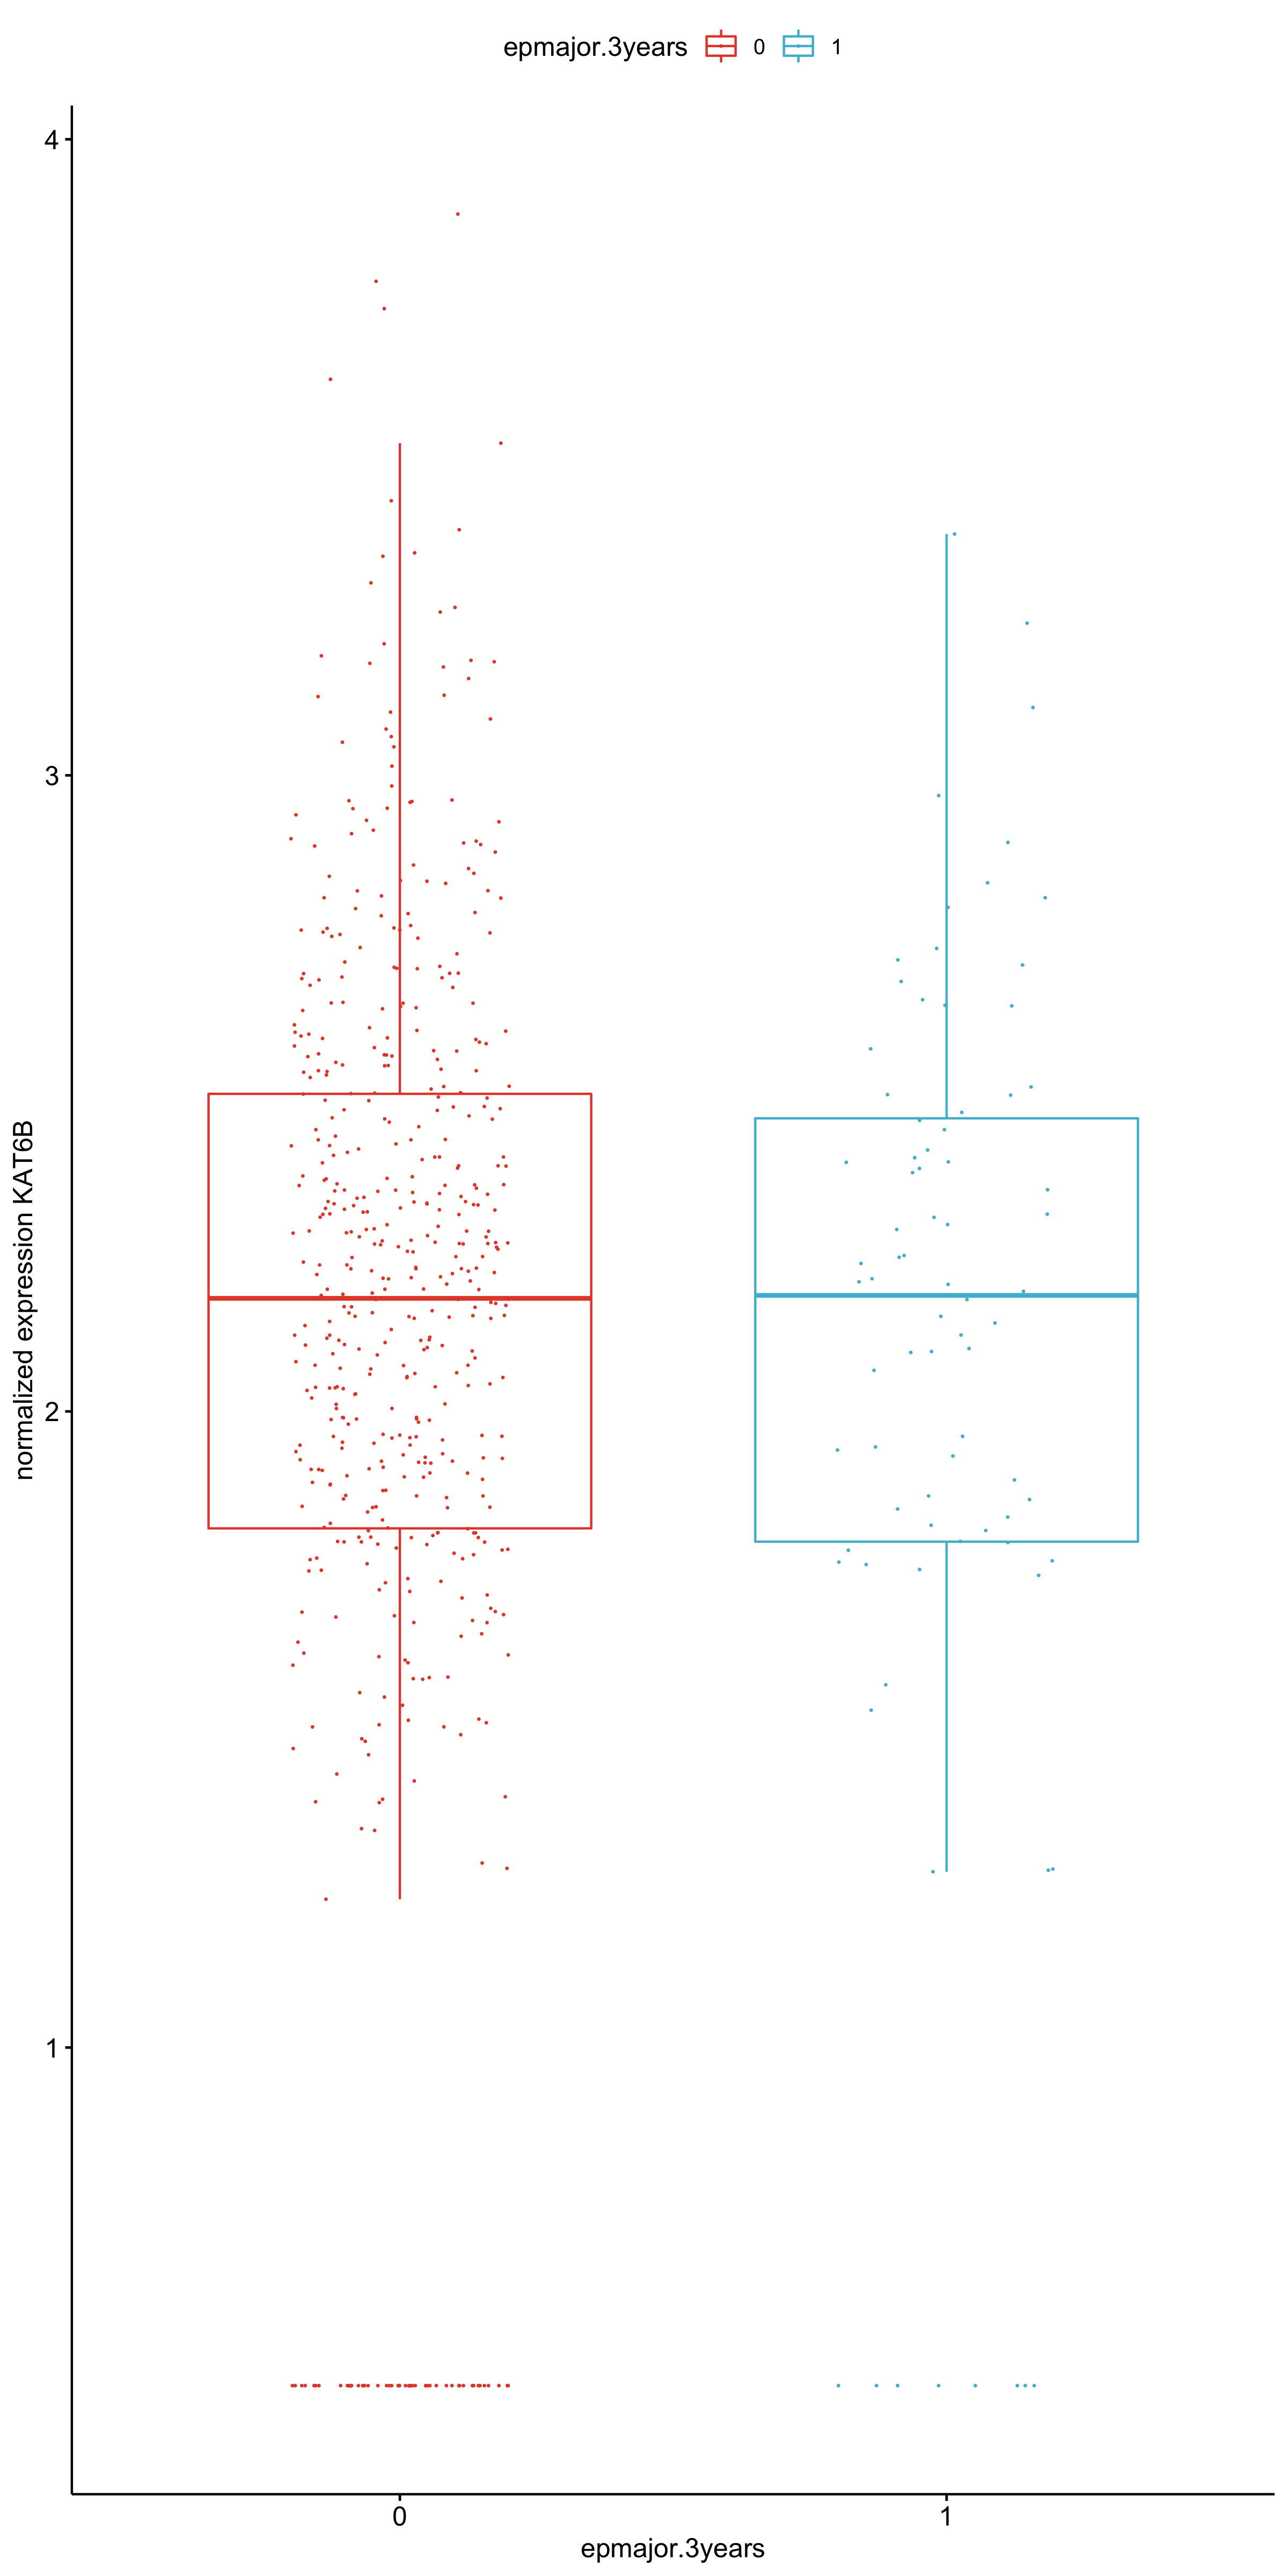 epmajor.3years 0 1
4
3
2
1
normalized expression KAT6B
0 1
epmajor.3years